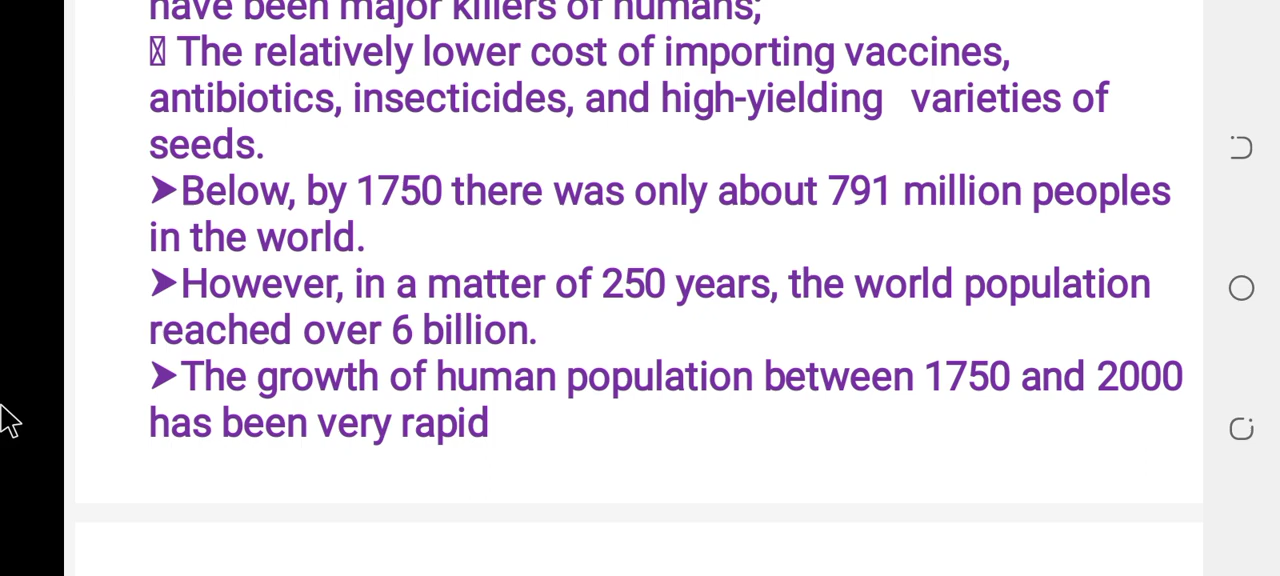 have been major killers of humans;
 The relatively lower cost of importing vaccines,
antibiotics, insecticides, and high-yielding varieties of
seeds.
➤Below, by 1750 there was only about 791 million peoples
in the world.
➤However, in a matter of 250 years, the world population
reached over 6 billion.
➤The growth of human population between 1750 and 2000
has been very rapid